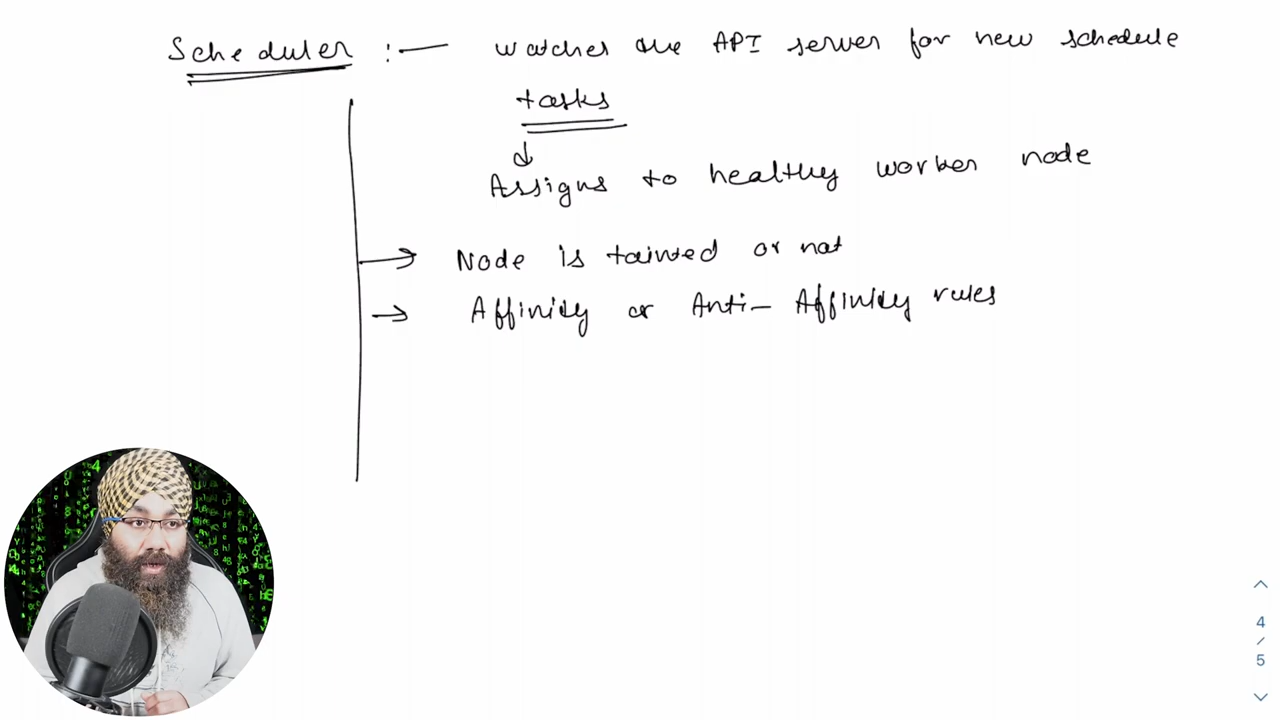 Scheduler :— watches the API server for new schedule
tasks
Assigns to healthy worker node
→ Node is tainted or not
→ Affinity or Anti- Affinity rules
4
/
5